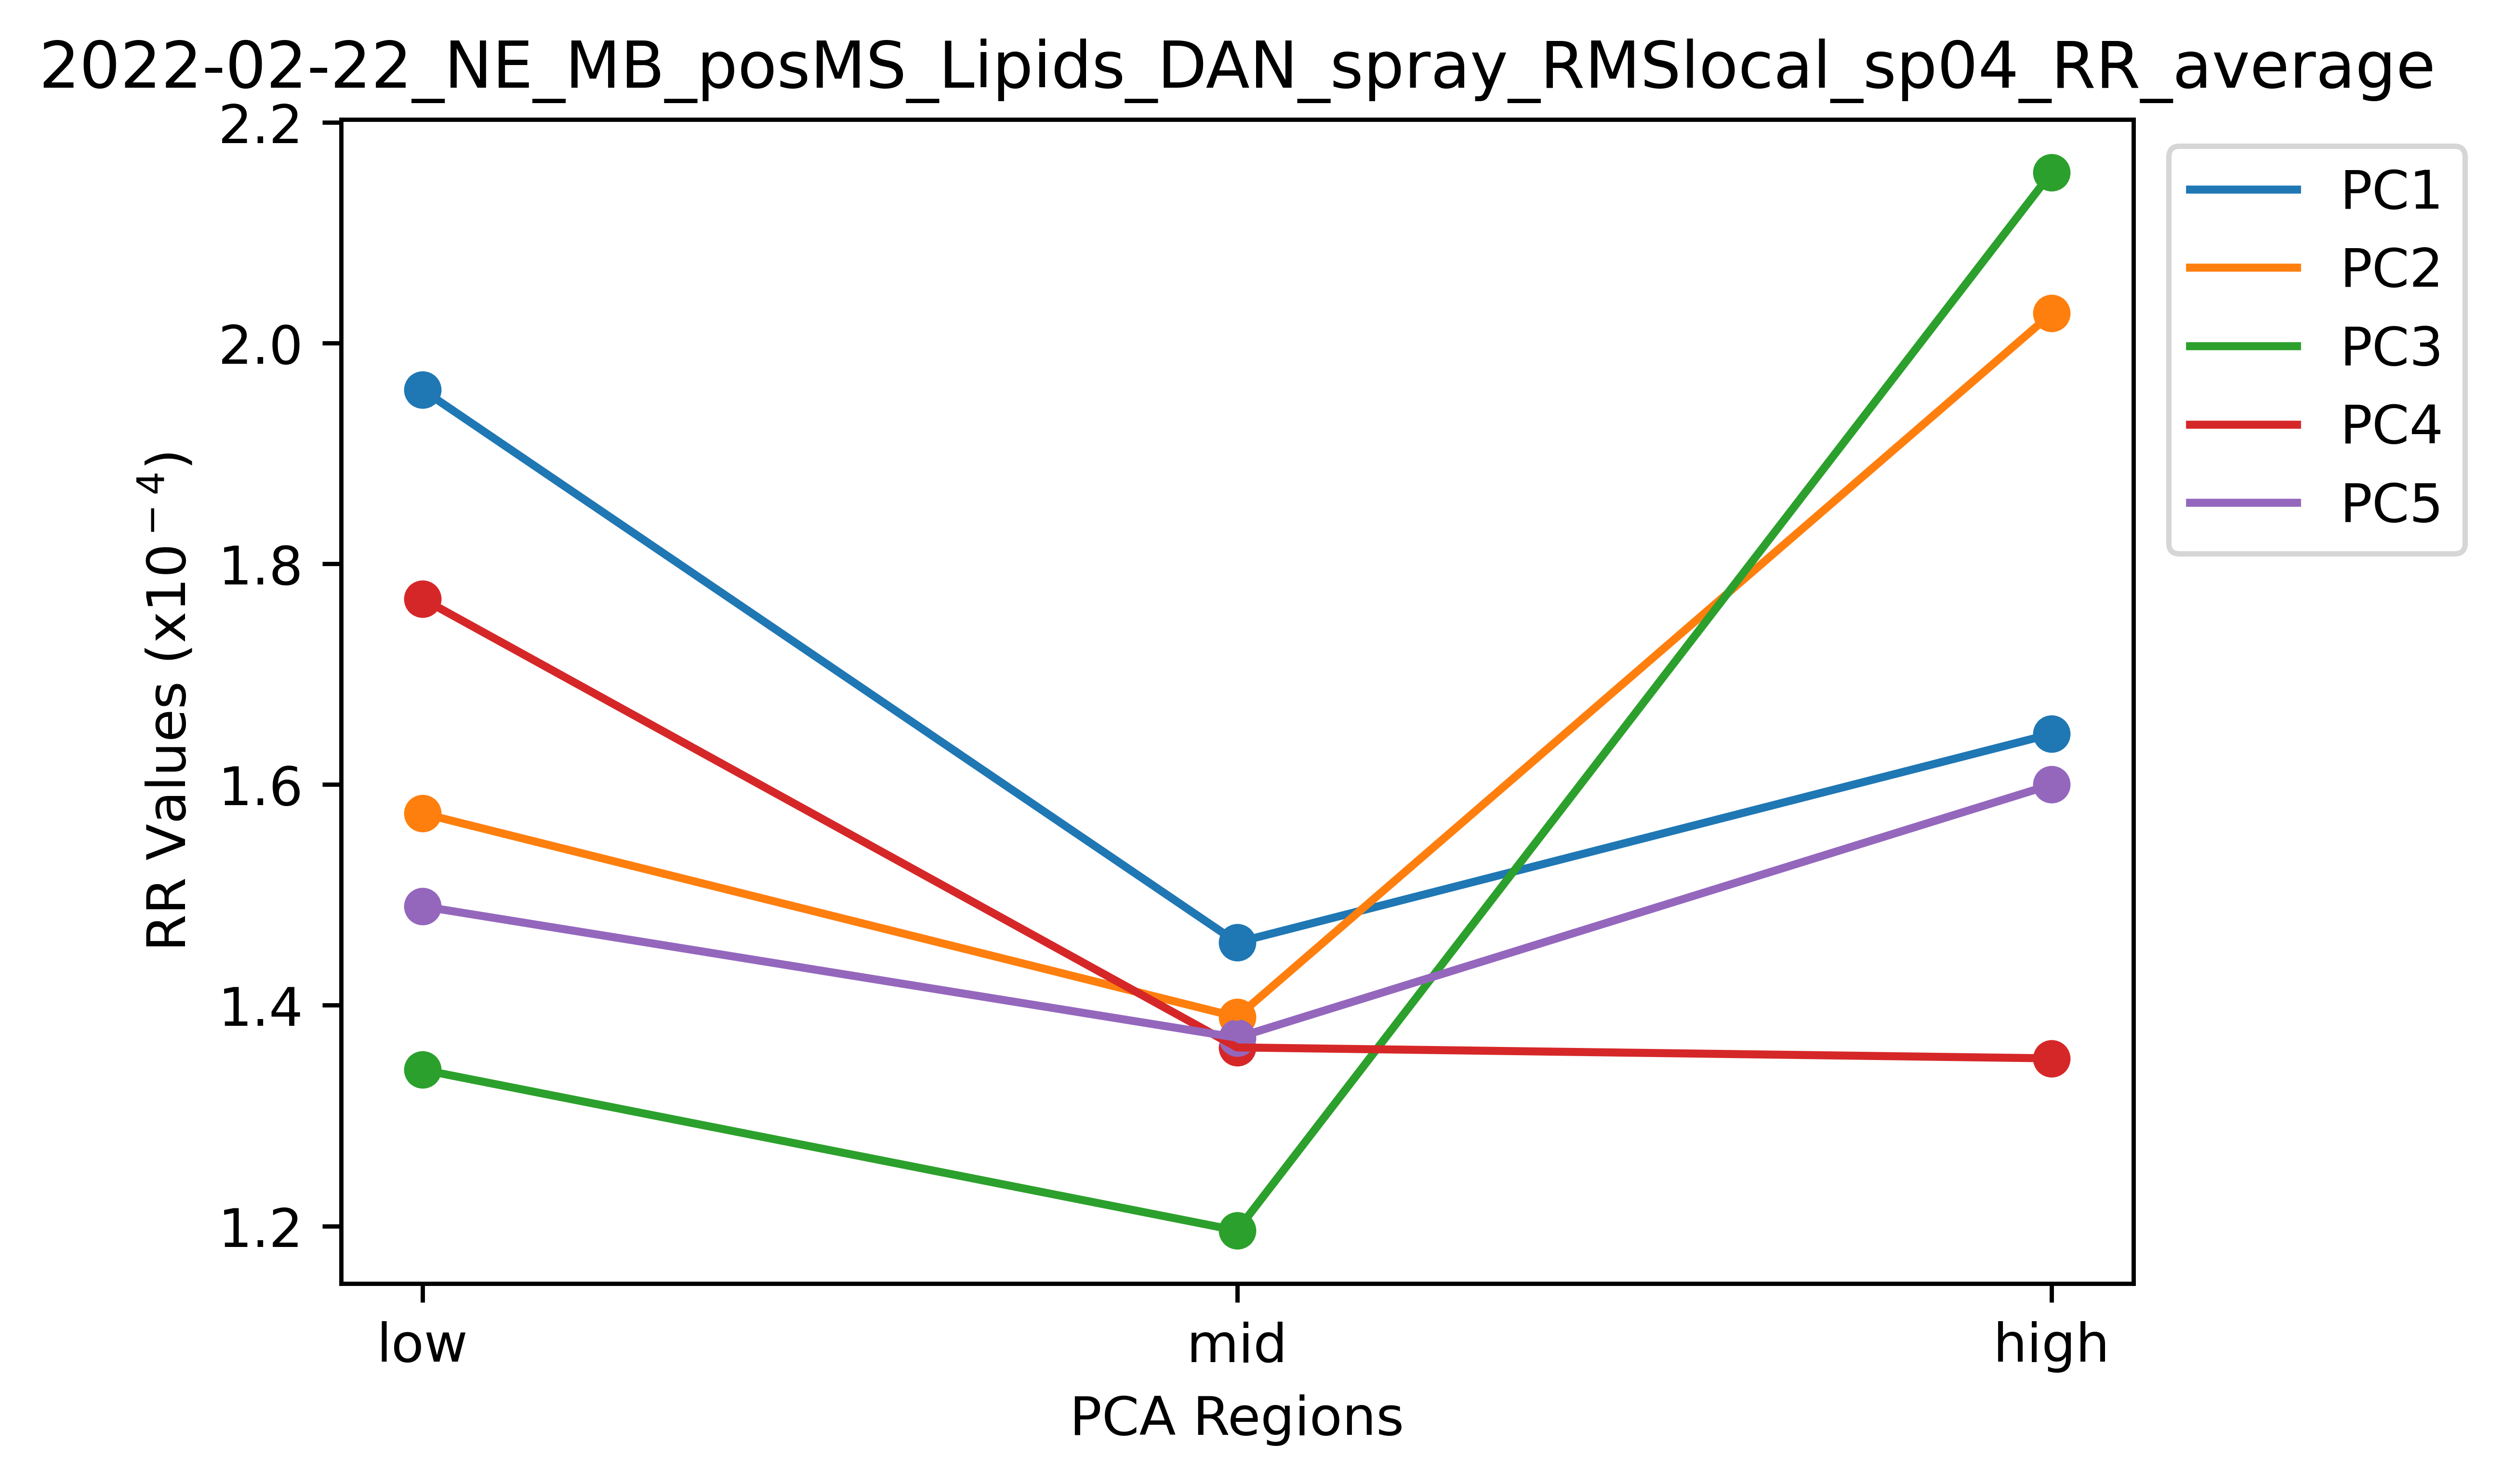 2022-02-22_NE_MB_posMS_Lipids_DAN_spray_RMSlocal_sp04_RR_average
2.2
2.0
1.8
1.6
1.4
1.2
RR Values (x10⁻⁴)
low mid high
PCA Regions
PC1
PC2
PC3
PC4
PC5